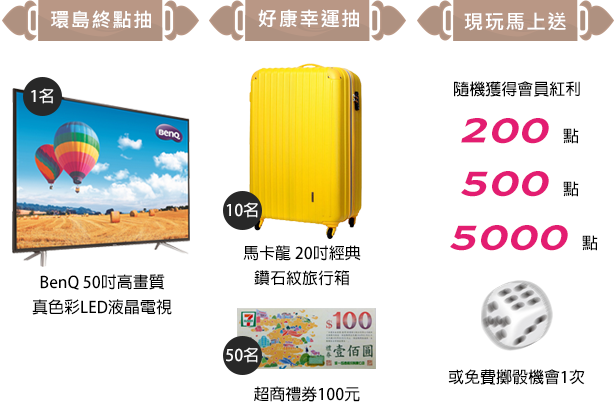 環島終點抽
1名
BenQ
BenQ 50吋高畫質
真色彩LED液晶電視
好康幸運抽
10名
馬卡龍 20吋經典
鑽石紋旅行箱
50名
$100
壹佰圓
超商禮券100元
現玩馬上送
隨機獲得會員紅利
200 點
500 點
5000 點
或免費擲骰機會1次